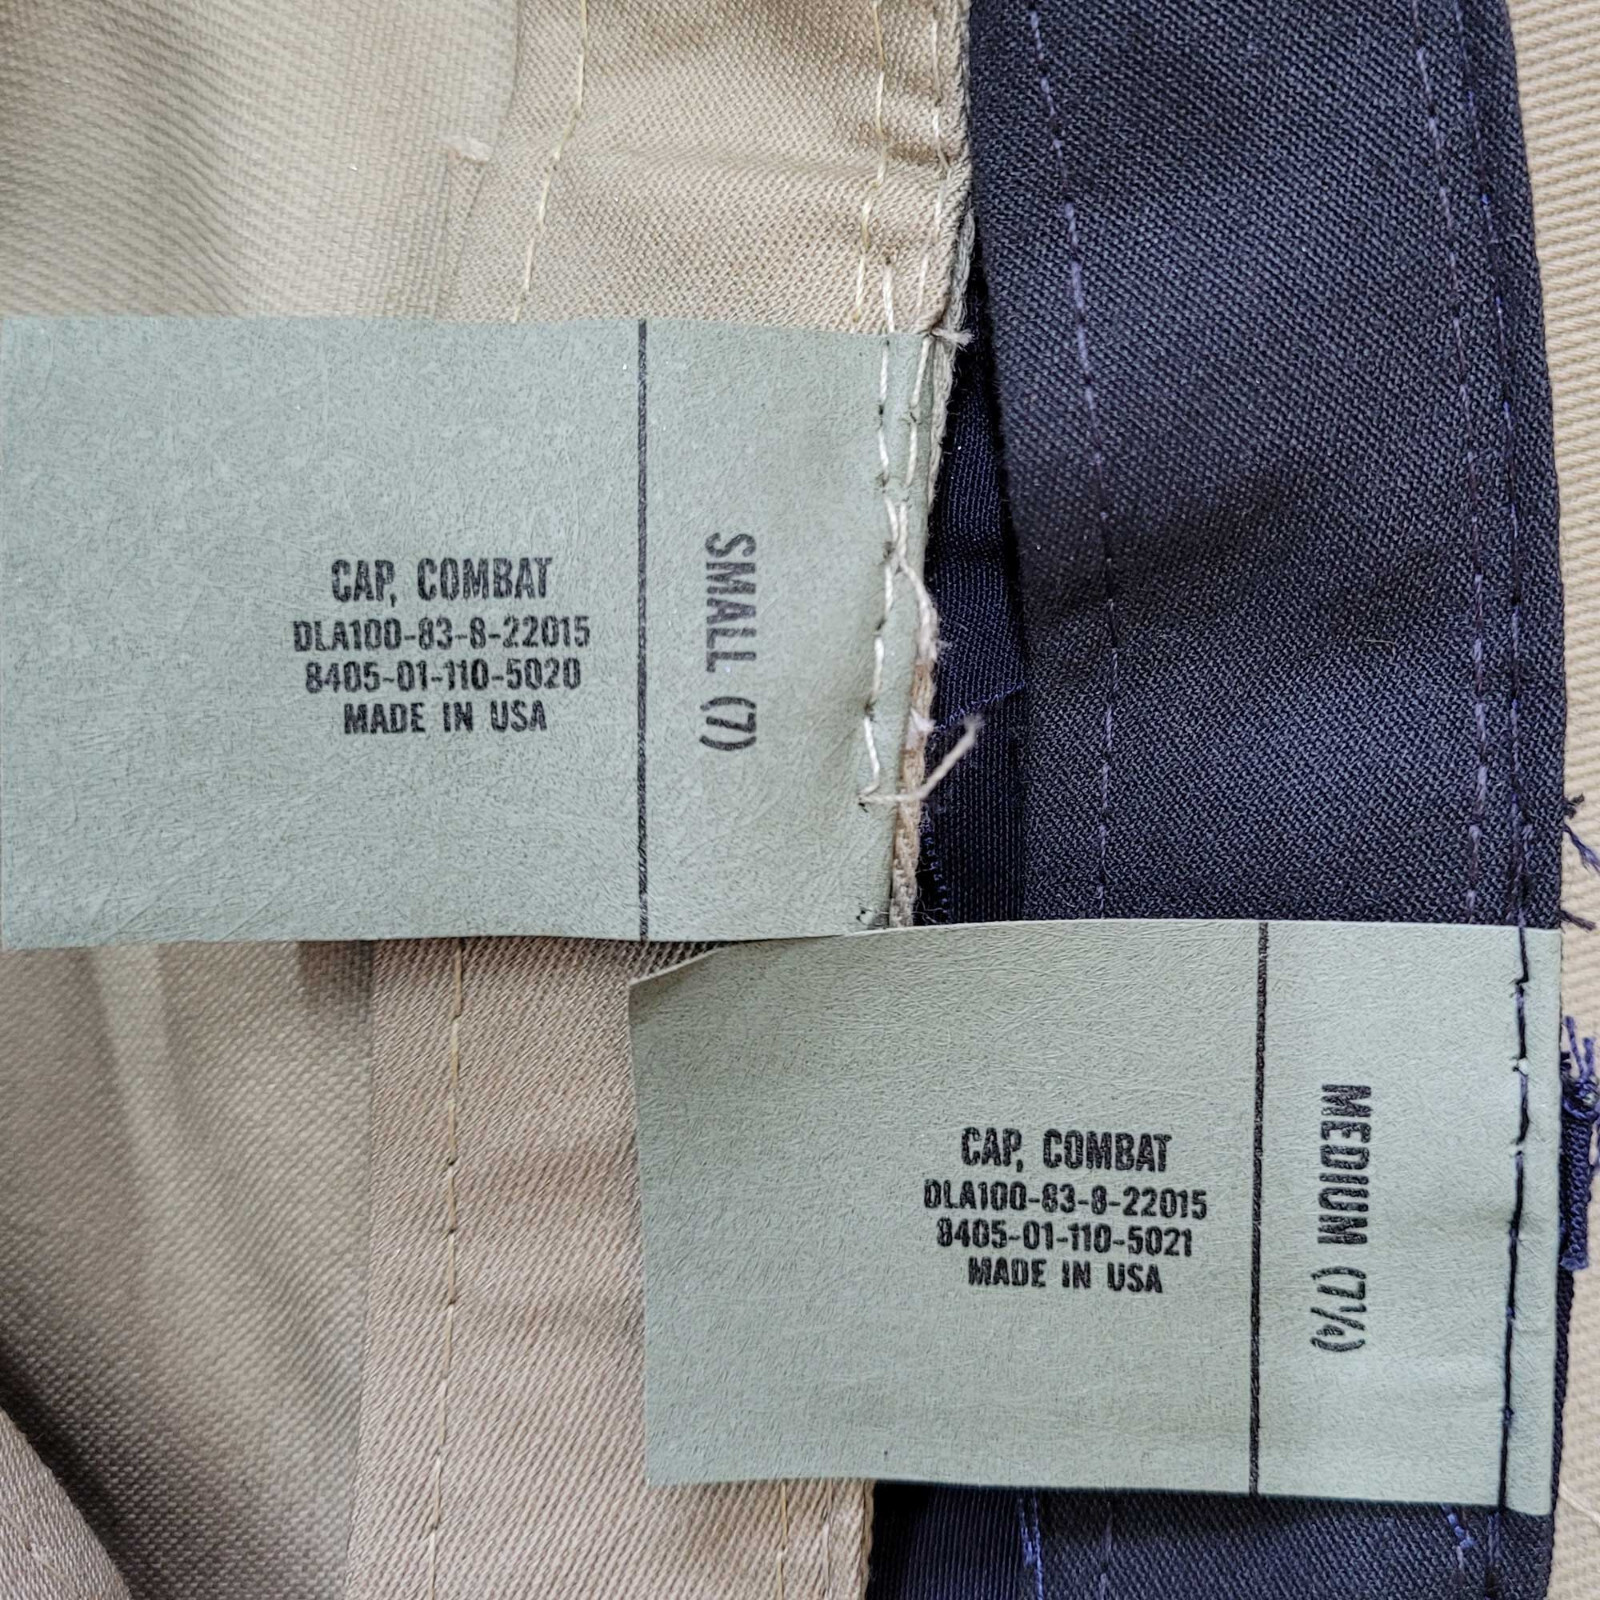 CAP, COMBAT
DLA100-83-8-22015
8405-01-110-5020
MADE IN USA
SMALL (7)
CAP, COMBAT
DLA100-83-8-22015
8405-01-110-5021
MADE IN USA
MEDIUM (7¼)